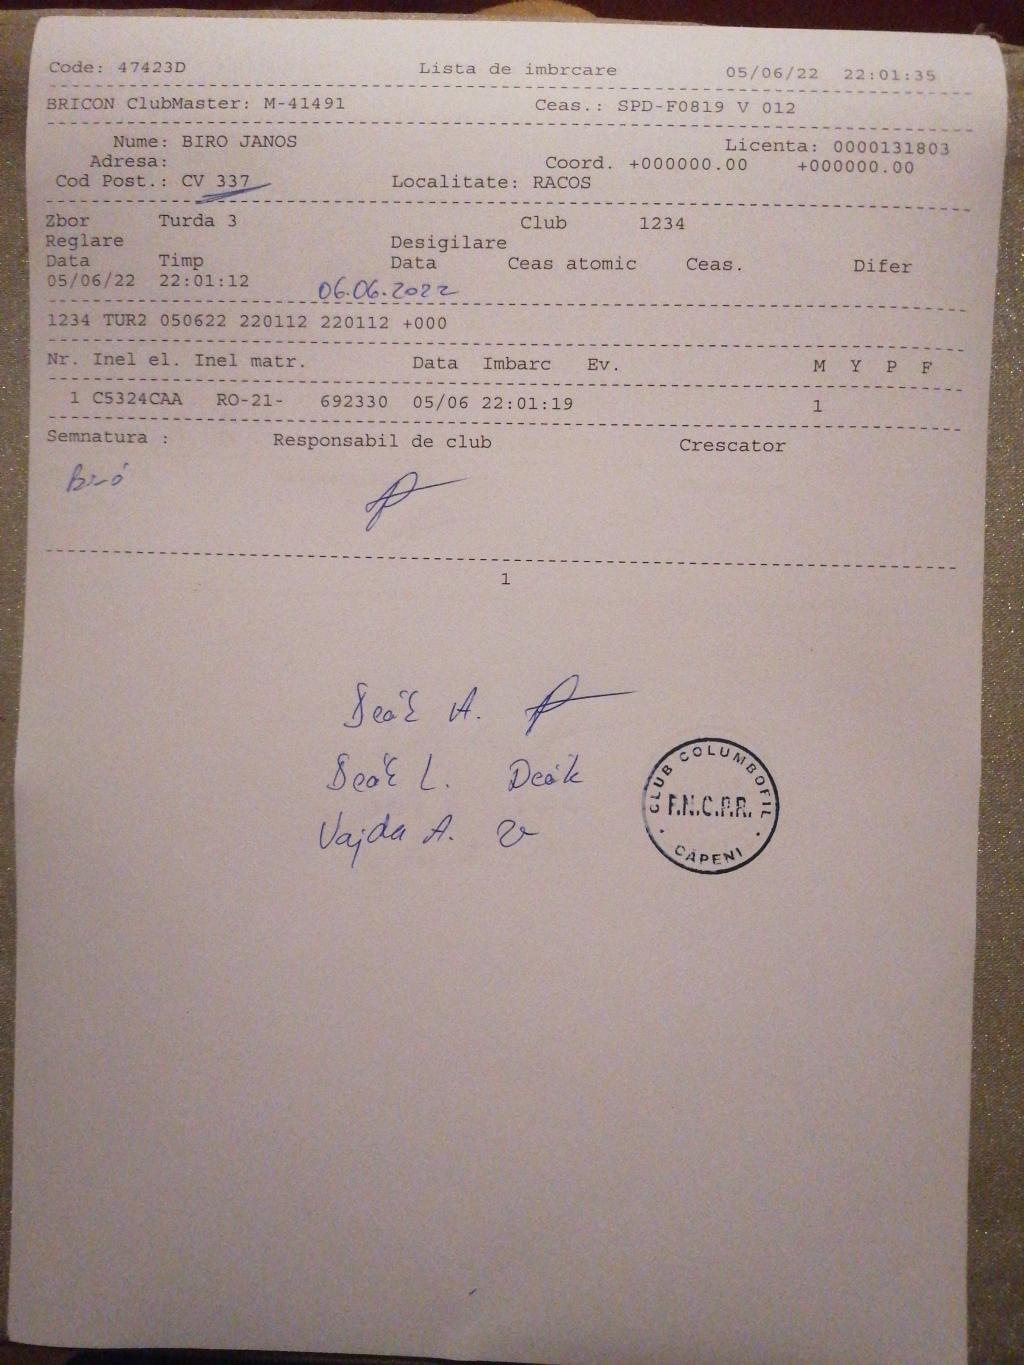 Code: 47423D Lista de imbrcare 05/06/22 22:01:35
BRICON ClubMaster: M-41491 Ceas.: SPD-F0819 V 012
Nume: BIRO JANOS Licenta: 0000131803
Adresa: Coord. +000000.00 +000000.00
Cod Post.: CV 337 Localitate: RACOS
Zbor Turda 3 Club 1234
Reglare Desigilare
Data Timp Data Ceas atomic Ceas. Difer
05/06/22 22:01:12 06.06.2022
1234 TUR2 050622 220112 220112 +000
Nr. Inel el. Inel matr. Data Imbarc Ev. M Y P F
1 C5324CAA RO-21- 692330 05/06 22:01:19 1
Semnatura : Responsabil de club Crescator
Biró
1
Deák A.
Deák L. Deák
Vajda A.
CLUB COLUMBOFIL
F.N.C.P.R.
CĂPENI